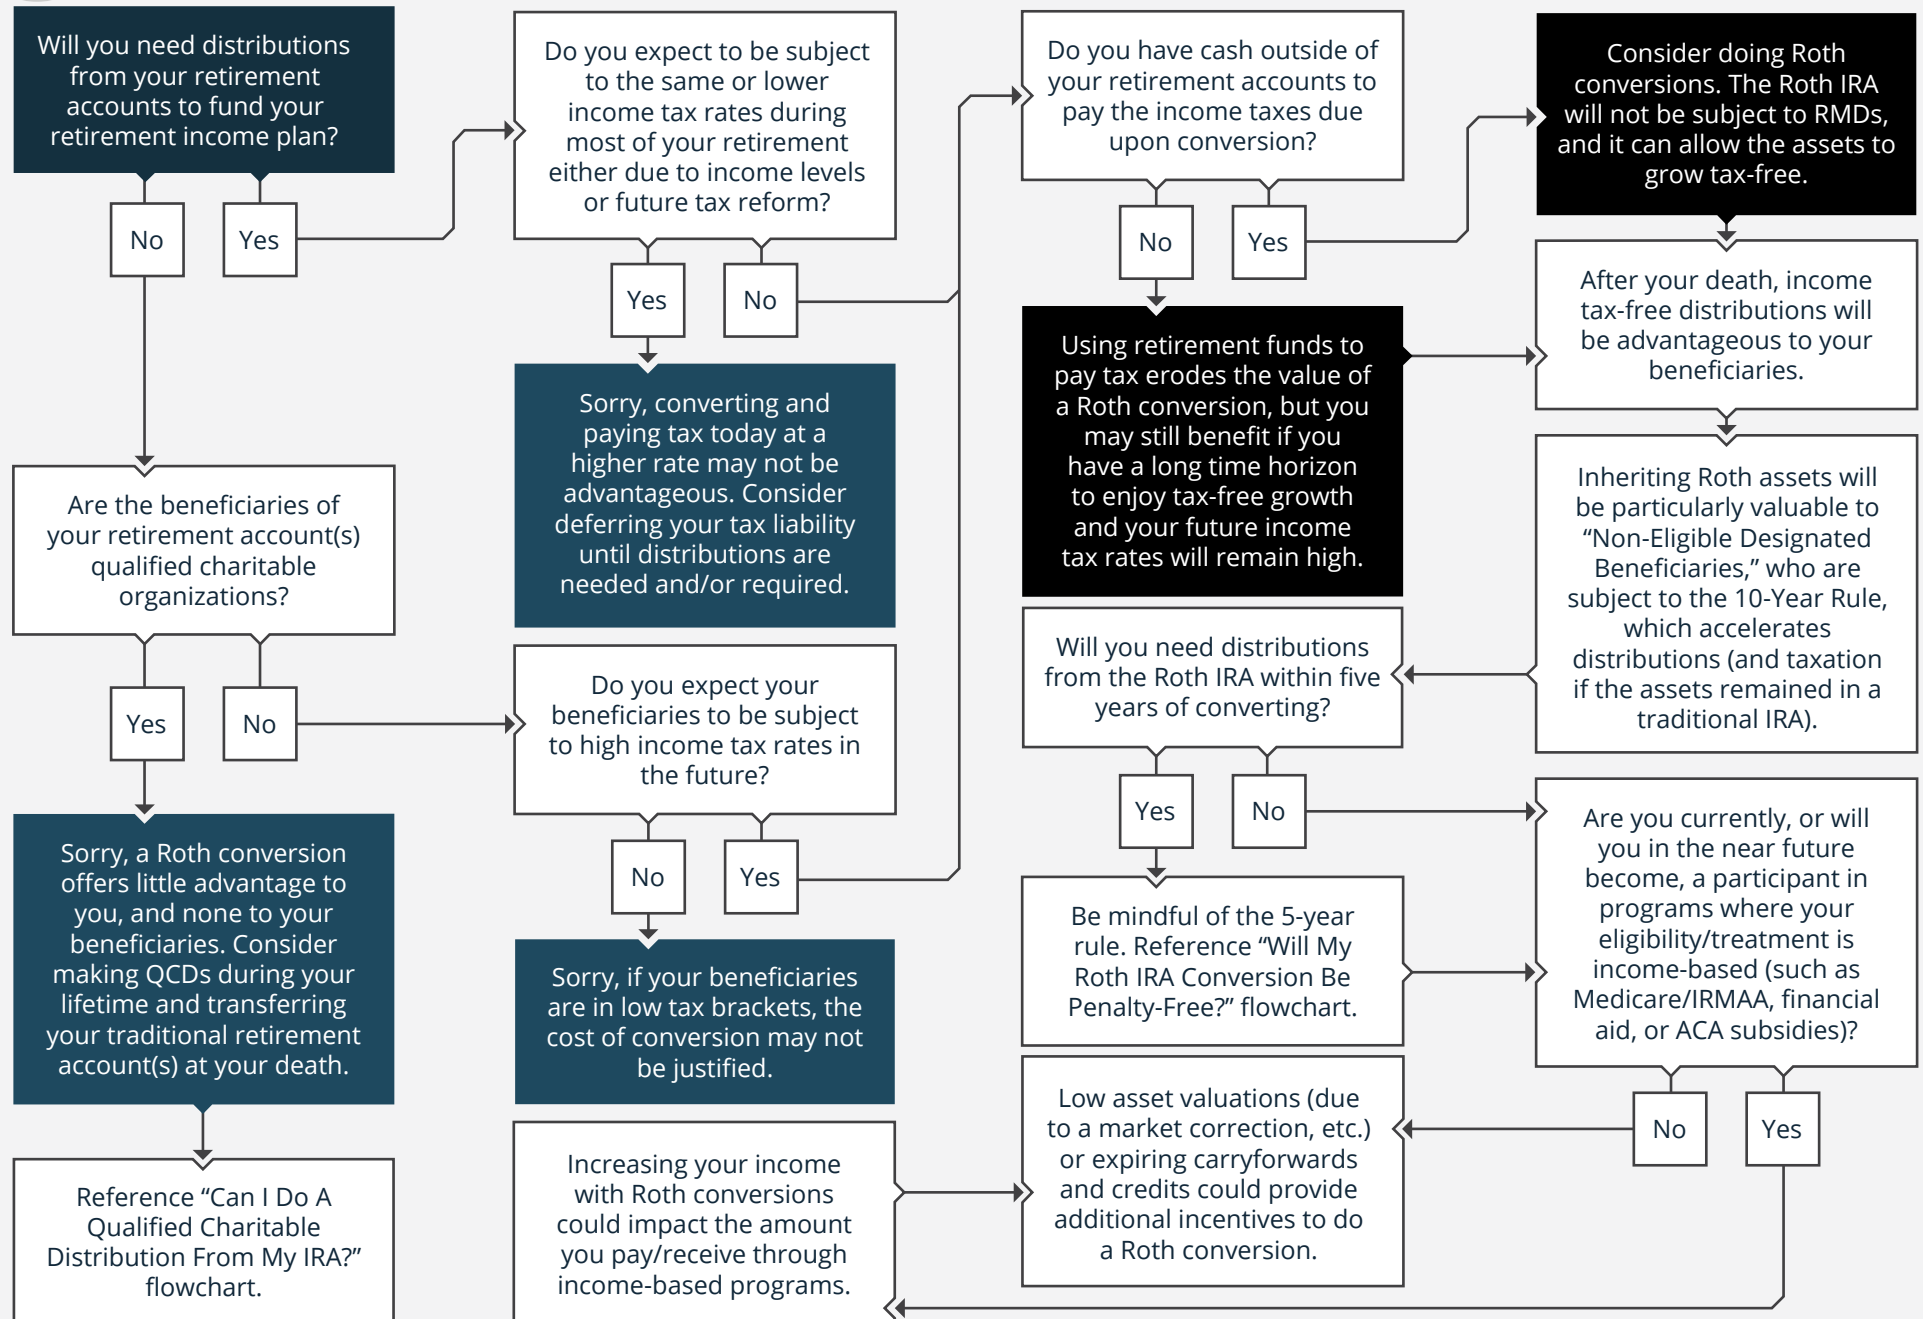 Will you need distributions
from your retirement
accounts to fund your
retirement income plan?
No
Yes
Do you expect to be subject
to the same or lower
income tax rates during
most of your retirement
either due to income levels
or future tax reform?
Yes
No
Sorry, converting and
paying tax today at a
higher rate may not be
advantageous. Consider
deferring your tax liability
until distributions are
needed and/or required.
Are the beneficiaries of
your retirement account(s)
qualified charitable
organizations?
Yes
No
Sorry, a Roth conversion
offers little advantage to
you, and none to your
beneficiaries. Consider
making QCDs during your
lifetime and transferring
your traditional retirement
account(s) at your death.
Reference “Can I Do A
Qualified Charitable
Distribution From My IRA?”
flowchart.
Do you expect your
beneficiaries to be subject
to high income tax rates in
the future?
No
Yes
Sorry, if your beneficiaries
are in low tax brackets, the
cost of conversion may not
be justified.
Do you have cash outside of
your retirement accounts to
pay the income taxes due
upon conversion?
No
Yes
Using retirement funds to
pay tax erodes the value of
a Roth conversion, but you
may still benefit if you
have a long time horizon
to enjoy tax-free growth
and your future income
tax rates will remain high.
Consider doing Roth
conversions. The Roth IRA
will not be subject to RMDs,
and it can allow the assets to
grow tax-free.
After your death, income
tax-free distributions will
be advantageous to your
beneficiaries.
Inheriting Roth assets will
be particularly valuable to
“Non-Eligible Designated
Beneficiaries,” who are
subject to the 10-Year Rule,
which accelerates
distributions (and taxation
if the assets remained in a
traditional IRA).
Will you need distributions
from the Roth IRA within five
years of converting?
Yes
No
Be mindful of the 5-year
rule. Reference “Will My
Roth IRA Conversion Be
Penalty-Free?” flowchart.
Are you currently, or will
you in the near future
become, a participant in
programs where your
eligibility/treatment is
income-based (such as
Medicare/IRMAA, financial
aid, or ACA subsidies)?
No
Yes
Low asset valuations (due
to a market correction, etc.)
or expiring carryforwards
and credits could provide
additional incentives to do
a Roth conversion.
Increasing your income
with Roth conversions
could impact the amount
you pay/receive through
income-based programs.